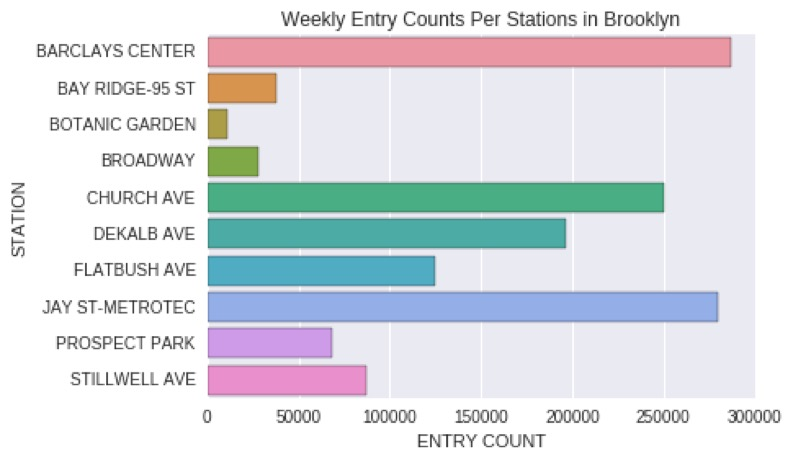 Weekly Entry Counts Per Stations in Brooklyn
BARCLAYS CENTER
BAY RIDGE-95 ST
BOTANIC GARDEN
BROADWAY
CHURCH AVE
DEKALB AVE
FLATBUSH AVE
JAY ST-METROTEC
PROSPECT PARK
STILLWELL AVE
STATION
0 50000 100000 150000 200000 250000 300000
ENTRY COUNT